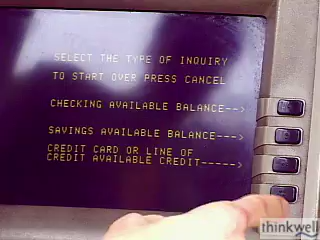 SELECT THE TYPE OF INQUIRY
TO START OVER PRESS CANCEL
CHECKING AVAILABLE BALANCE-->
SAVINGS AVAILABLE BALANCE--->
CREDIT CARD OR LINE OF
CREDIT AVAILABLE CREDIT----->
thinkwell